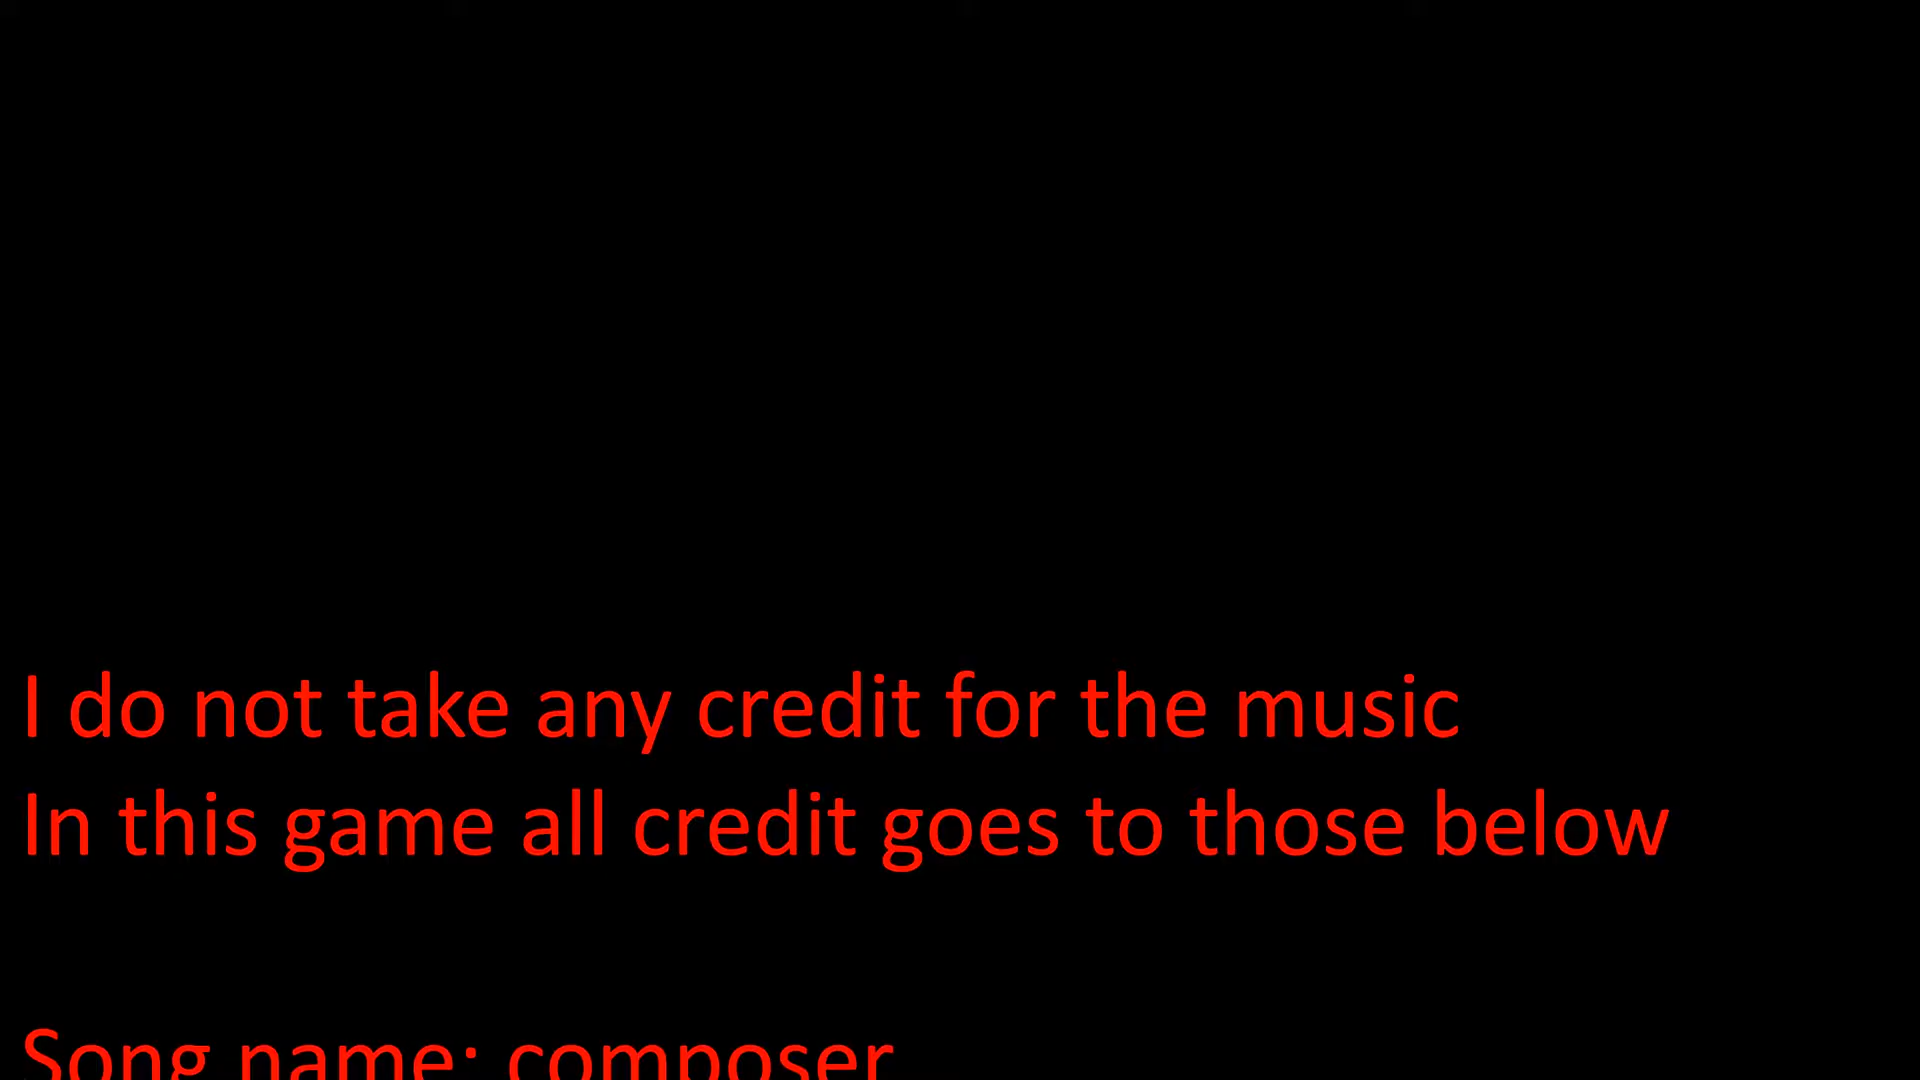 I do not take any credit for the music
In this game all credit goes to those below
Song name: composer